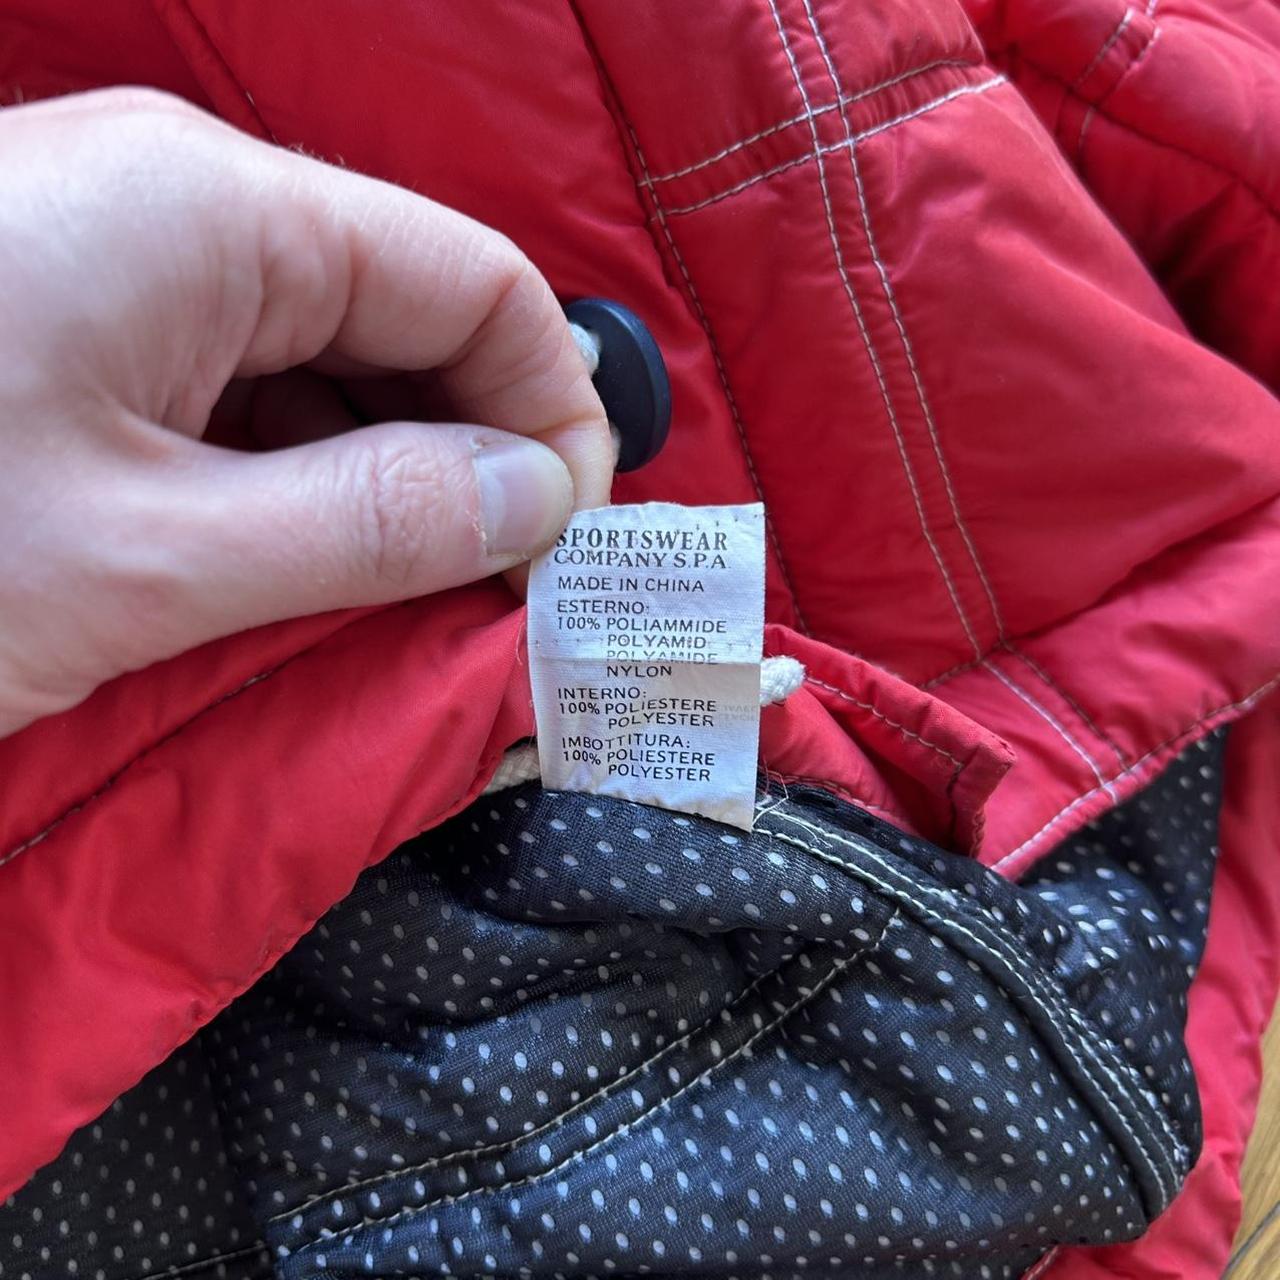 SPORTSWEAR
COMPANY S.P.A.
MADE IN CHINA
ESTERNO:
100% POLIAMMIDE
POLYAMID
POLYAMIDE
NYLON
INTERNO:
100% POLIESTERE
POLYESTER
IMBOTTITURA:
100% POLIESTERE
POLYESTER